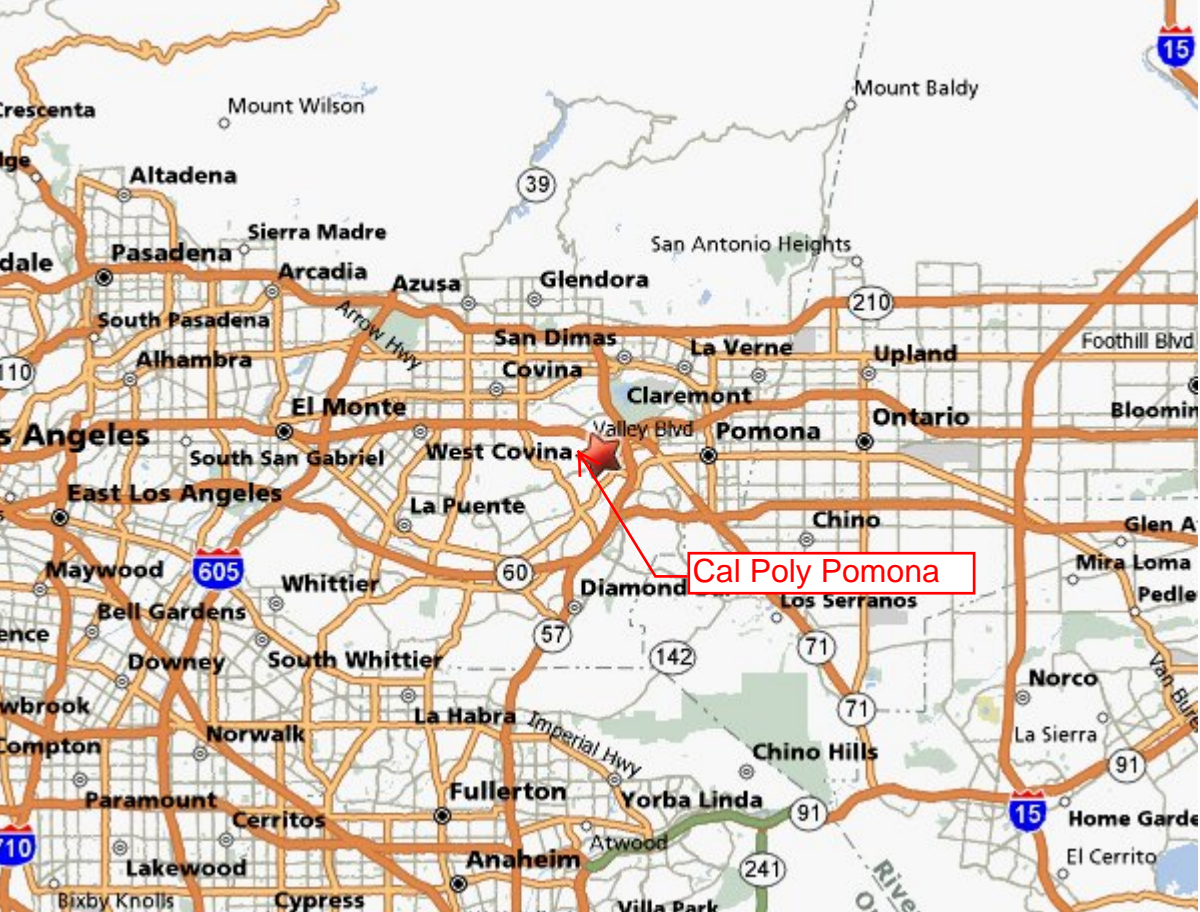 15
Mount Baldy
Mount Wilson
Crescenta
dge
39
Altadena
Sierra Madre
San Antonio Heights
Pasadena
dale
Arcadia
Azusa
Glendora
210
South Pasadena
Arrow Hwy
San Dimas
La Verne
Upland
Foothill Blvd
Alhambra
110
Covina
Claremont
El Monte
Valley Blvd
Pomona
Ontario
Bloomin
s Angeles
West Covina
South San Gabriel
East Los Angeles
La Puente
Chino
Glen A
Maywood
605
Whittier
60
Diamond
Cal Poly Pomona
Mira Loma
Los Serranos
Pedle
Bell Gardens
ence
57
142
71
Downey
South Whittier
Norco
Van Bur
wbrook
La Habra
Imperial Hwy
71
La Sierra
Compton
Norwalk
Chino Hills
91
Paramount
Fullerton
Yorba Linda
91
15
Home Garde
Cerritos
710
Atwood
El Cerrito
Lakewood
Anaheim
241
River
Bixby Knolls
Cypress
Villa Park